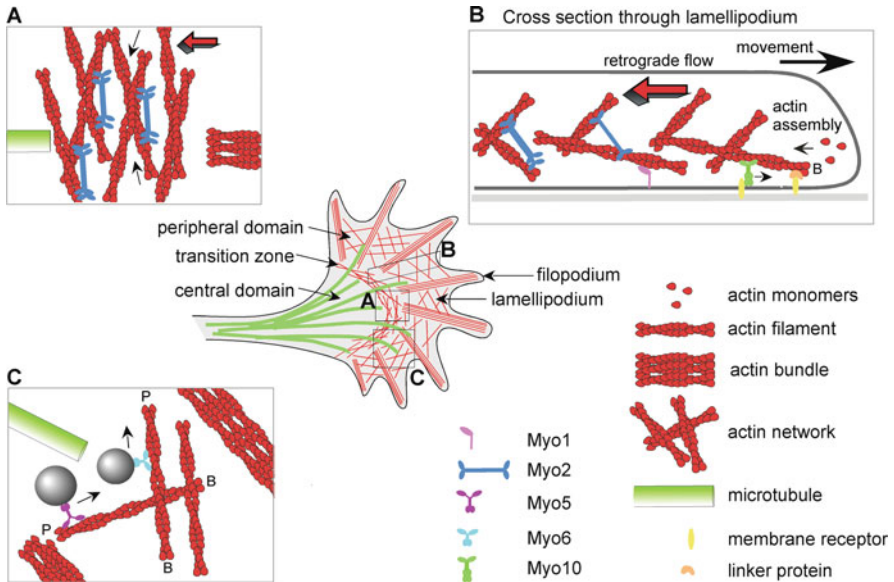 A
B
Cross section through lamellipodium
movement
retrograde flow
actin
assembly
B
peripheral domain
transition zone
central domain
B
A
C
filopodium
lamellipodium
actin monomers
actin filament
actin bundle
actin network
microtubule
membrane receptor
linker protein
C
P
B
P
B
Myo1
Myo2
Myo5
Myo6
Myo10